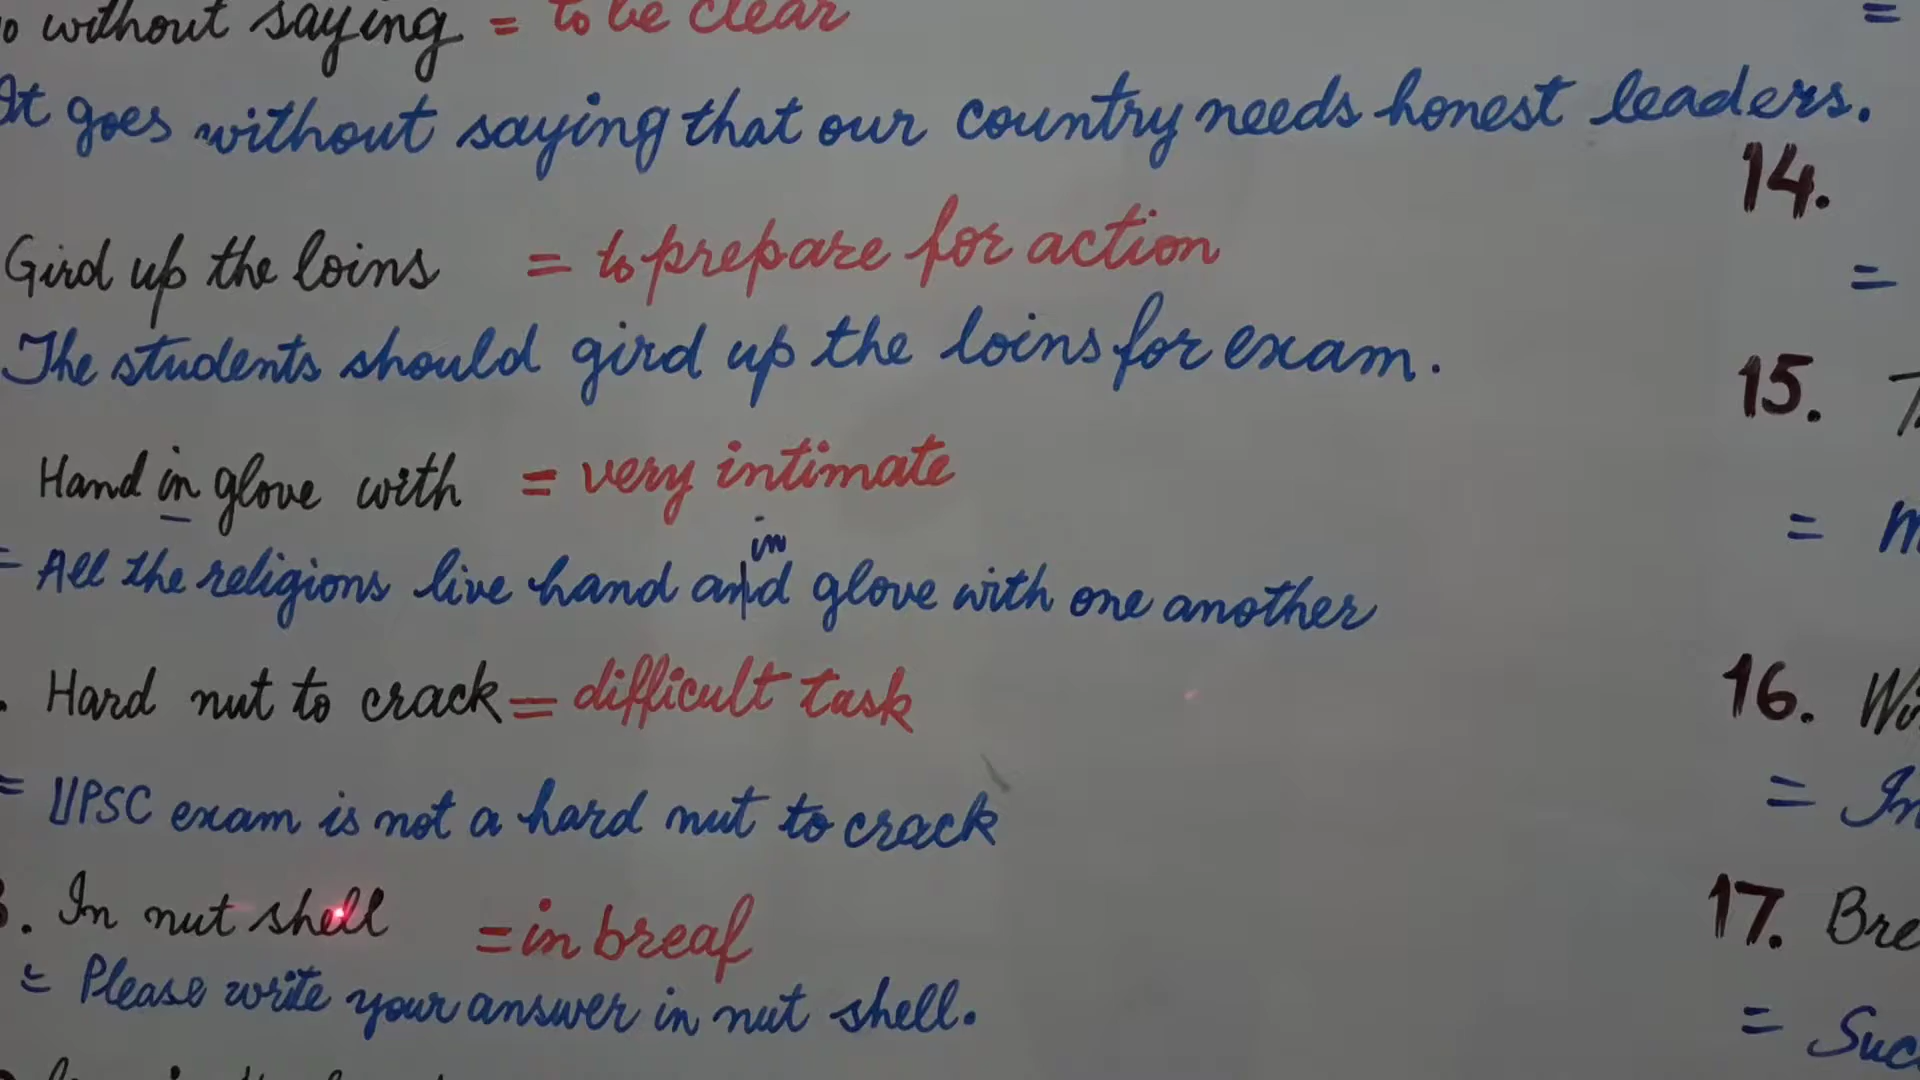 without saying = to be clear
It goes without saying that our country needs honest leaders.
Gird up the loins = to prepare for action
The students should gird up the loins for exam.
Hand in glove with = very intimate
in
= All the religions live hand and glove with one another
. Hard nut to crack = difficult task
= UPSC exam is not a hard nut to crack
. In nut shell = in breaf
= Please write your answer in nut shell.
=
14.
=
15.
=
16.
= In
17. Bre
= Suc